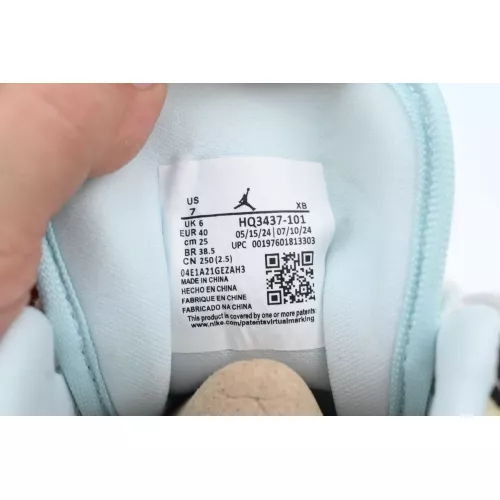 US
7 XB
UK 6 HQ3437-101
EUR 40 05/15/24 | 07/10/24
cm 25 UPC 00197601813303
BR 38.5
CN 250 (2.5)
04E1A21GEZAH3
MADE IN CHINA
HECHO EN CHINA
FABRIQUE EN CHINE
FABRICADO NA CHINA
This product is covered by one or more patents
www.nike.com/patentsvirtualmarking